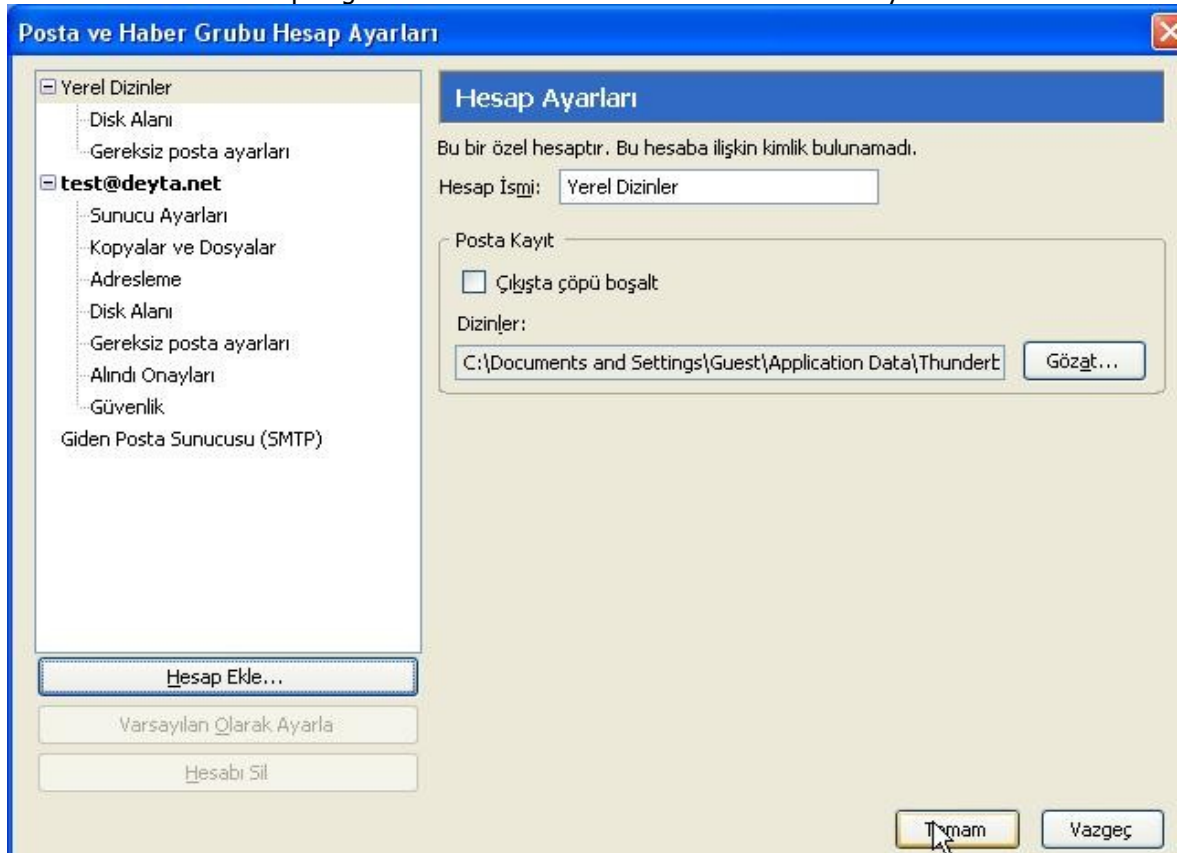 Posta ve Haber Grubu Hesap Ayarları
Yerel Dizinler
Disk Alanı
Gereksiz posta ayarları
test@deyta.net
Sunucu Ayarları
Kopyalar ve Dosyalar
Adresleme
Disk Alanı
Gereksiz posta ayarları
Alındı Onayları
Güvenlik
Giden Posta Sunucusu (SMTP)
Hesap Ekle...
Varsayılan Olarak Ayarla
Hesabı Sil
Hesap Ayarları
Bu bir özel hesaptır. Bu hesaba ilişkin kimlik bulunamadı.
Hesap İsmi: Yerel Dizinler
Posta Kayıt
Çıkışta çöpü boşalt
Dizinler:
C:\Documents and Settings\Guest\Application Data\Thundert Gözat...
Tamam Vazgeç